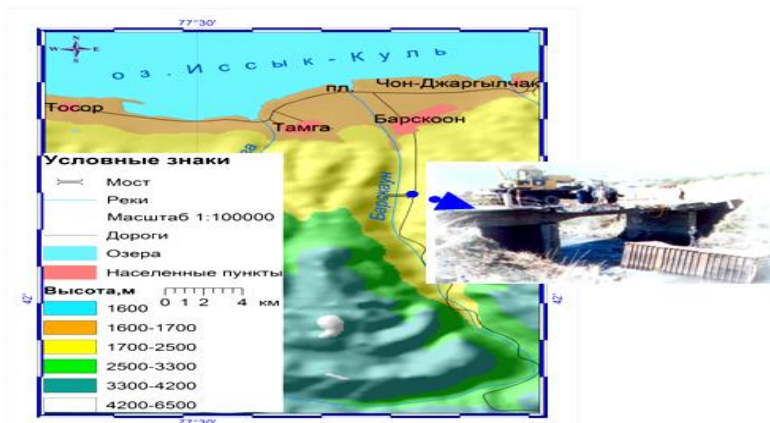 77°30'
N
W E
S
оз. Иссык-Куль
пл. Чон-Джаргылчак
Тосор
Тамга
Барскоон
Барскаун
Условные знаки
Мост
Реки
Масштаб 1:100000
Дороги
Озера
Населенные пункты
Высота,м
0 1 2 4 км
1600
1600-1700
1700-2500
2500-3300
3300-4200
4200-6500
42'
42'
77°30'